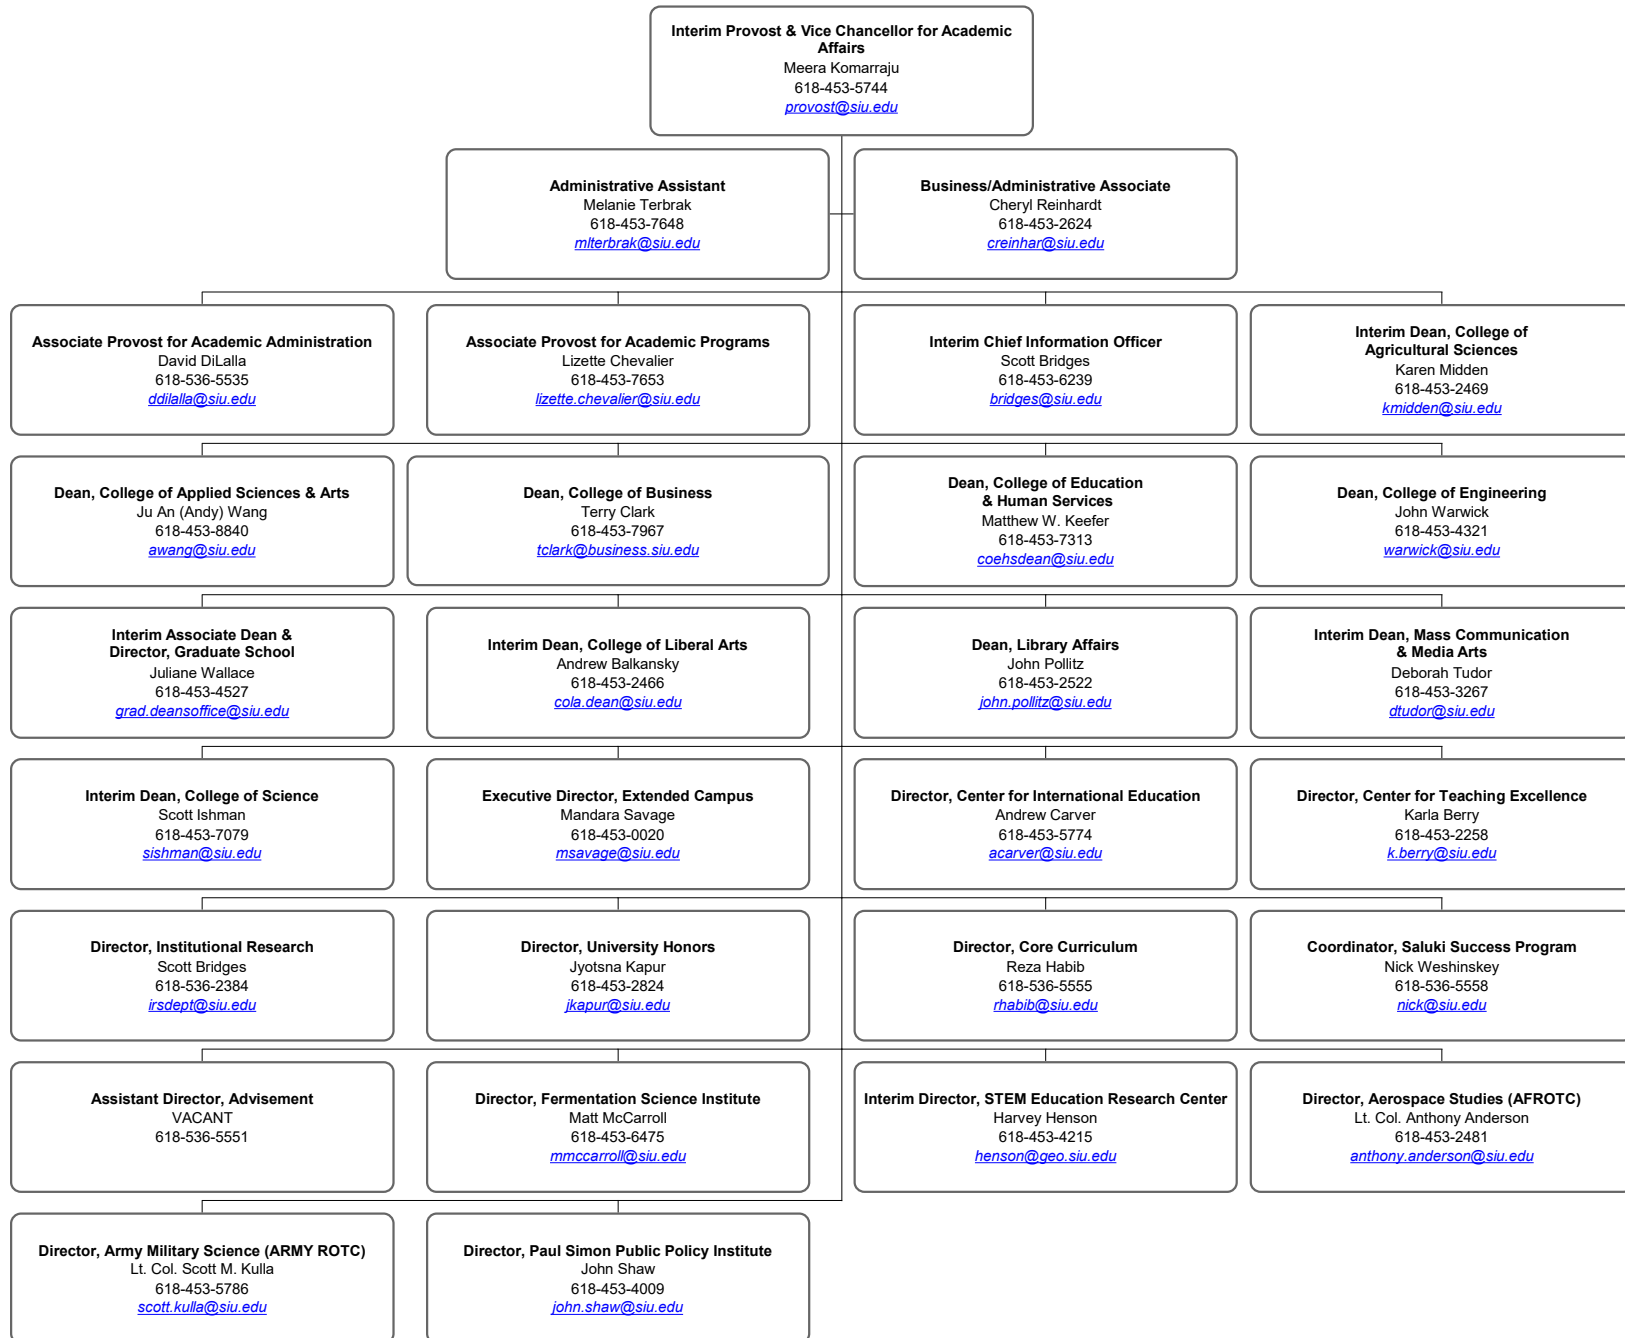 Interim Provost & Vice Chancellor for Academic
Affairs
Meera Komarraju
618-453-5744
provost@siu.edu
Administrative Assistant
Melanie Terbrak
618-453-7648
mlterbrak@siu.edu
Business/Administrative Associate
Cheryl Reinhardt
618-453-2624
creinhar@siu.edu
Associate Provost for Academic Administration
David DiLalla
618-536-5535
ddilalla@siu.edu
Associate Provost for Academic Programs
Lizette Chevalier
618-453-7653
lizette.chevalier@siu.edu
Interim Chief Information Officer
Scott Bridges
618-453-6239
bridges@siu.edu
Interim Dean, College of
Agricultural Sciences
Karen Midden
618-453-2469
kmidden@siu.edu
Dean, College of Applied Sciences & Arts
Ju An (Andy) Wang
618-453-8840
awang@siu.edu
Dean, College of Business
Terry Clark
618-453-7967
tclark@business.siu.edu
Dean, College of Education
& Human Services
Matthew W. Keefer
618-453-7313
coehsdean@siu.edu
Dean, College of Engineering
John Warwick
618-453-4321
warwick@siu.edu
Interim Associate Dean &
Director, Graduate School
Juliane Wallace
618-453-4527
grad.deansoffice@siu.edu
Interim Dean, College of Liberal Arts
Andrew Balkansky
618-453-2466
cola.dean@siu.edu
Dean, Library Affairs
John Pollitz
618-453-2522
john.pollitz@siu.edu
Interim Dean, Mass Communication
& Media Arts
Deborah Tudor
618-453-3267
dtudor@siu.edu
Interim Dean, College of Science
Scott Ishman
618-453-7079
sishman@siu.edu
Executive Director, Extended Campus
Mandara Savage
618-453-0020
msavage@siu.edu
Director, Center for International Education
Andrew Carver
618-453-5774
acarver@siu.edu
Director, Center for Teaching Excellence
Karla Berry
618-453-2258
k.berry@siu.edu
Director, Institutional Research
Scott Bridges
618-536-2384
irsdept@siu.edu
Director, University Honors
Jyotsna Kapur
618-453-2824
jkapur@siu.edu
Director, Core Curriculum
Reza Habib
618-536-5555
rhabib@siu.edu
Coordinator, Saluki Success Program
Nick Weshinskey
618-536-5558
nick@siu.edu
Assistant Director, Advisement
VACANT
618-536-5551
Director, Fermentation Science Institute
Matt McCarroll
618-453-6475
mmccarroll@siu.edu
Interim Director, STEM Education Research Center
Harvey Henson
618-453-4215
henson@geo.siu.edu
Director, Aerospace Studies (AFROTC)
Lt. Col. Anthony Anderson
618-453-2481
anthony.anderson@siu.edu
Director, Army Military Science (ARMY ROTC)
Lt. Col. Scott M. Kulla
618-453-5786
scott.kulla@siu.edu
Director, Paul Simon Public Policy Institute
John Shaw
618-453-4009
john.shaw@siu.edu